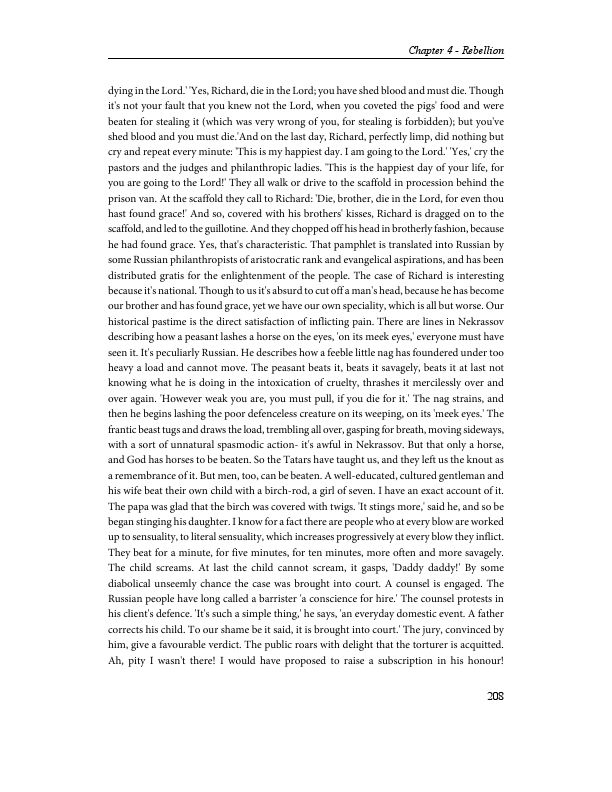 Chapter 4 - Rebellion
dying in the Lord.' 'Yes, Richard, die in the Lord; you have shed blood and must die. Though
it's not your fault that you knew not the Lord, when you coveted the pigs' food and were
beaten for stealing it (which was very wrong of you, for stealing is forbidden); but you've
shed blood and you must die.'And on the last day, Richard, perfectly limp, did nothing but
cry and repeat every minute: 'This is my happiest day. I am going to the Lord.' 'Yes,' cry the
pastors and the judges and philanthropic ladies. 'This is the happiest day of your life, for
you are going to the Lord!' They all walk or drive to the scaffold in procession behind the
prison van. At the scaffold they call to Richard: 'Die, brother, die in the Lord, for even thou
hast found grace!' And so, covered with his brothers' kisses, Richard is dragged on to the
scaffold, and led to the guillotine. And they chopped off his head in brotherly fashion, because
he had found grace. Yes, that's characteristic. That pamphlet is translated into Russian by
some Russian philanthropists of aristocratic rank and evangelical aspirations, and has been
distributed gratis for the enlightenment of the people. The case of Richard is interesting
because it's national. Though to us it's absurd to cut off a man's head, because he has become
our brother and has found grace, yet we have our own speciality, which is all but worse. Our
historical pastime is the direct satisfaction of inflicting pain. There are lines in Nekrassov
describing how a peasant lashes a horse on the eyes, 'on its meek eyes,' everyone must have
seen it. It's peculiarly Russian. He describes how a feeble little nag has foundered under too
heavy a load and cannot move. The peasant beats it, beats it savagely, beats it at last not
knowing what he is doing in the intoxication of cruelty, thrashes it mercilessly over and
over again. 'However weak you are, you must pull, if you die for it.' The nag strains, and
then he begins lashing the poor defenceless creature on its weeping, on its 'meek eyes.' The
frantic beast tugs and draws the load, trembling all over, gasping for breath, moving sideways,
with a sort of unnatural spasmodic action- it's awful in Nekrassov. But that only a horse,
and God has horses to be beaten. So the Tatars have taught us, and they left us the knout as
a remembrance of it. But men, too, can be beaten. A well-educated, cultured gentleman and
his wife beat their own child with a birch-rod, a girl of seven. I have an exact account of it.
The papa was glad that the birch was covered with twigs. 'It stings more,' said he, and so be
began stinging his daughter. I know for a fact there are people who at every blow are worked
up to sensuality, to literal sensuality, which increases progressively at every blow they inflict.
They beat for a minute, for five minutes, for ten minutes, more often and more savagely.
The child screams. At last the child cannot scream, it gasps, 'Daddy daddy!' By some
diabolical unseemly chance the case was brought into court. A counsel is engaged. The
Russian people have long called a barrister 'a conscience for hire.' The counsel protests in
his client's defence. 'It's such a simple thing,' he says, 'an everyday domestic event. A father
corrects his child. To our shame be it said, it is brought into court.' The jury, convinced by
him, give a favourable verdict. The public roars with delight that the torturer is acquitted.
Ah, pity I wasn't there! I would have proposed to raise a subscription in his honour!
208